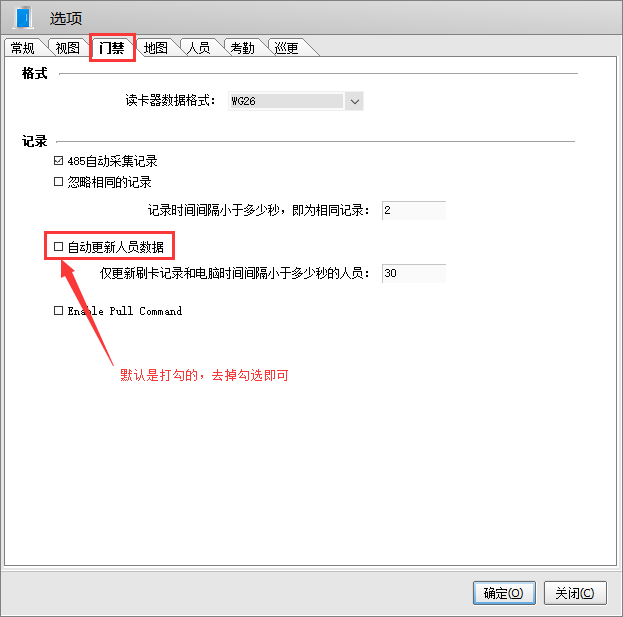 选项
常规 视图 门禁 地图 人员 考勤 巡更
格式
读卡器数据格式: WG26
记录
485自动采集记录
忽略相同的记录
记录时间间隔小于多少秒，即为相同记录: 2
自动更新人员数据
仅更新刷卡记录和电脑时间间隔小于多少秒的人员: 30
Enable Pull Command
默认是打勾的，去掉勾选即可
确定(O) 关闭(C)